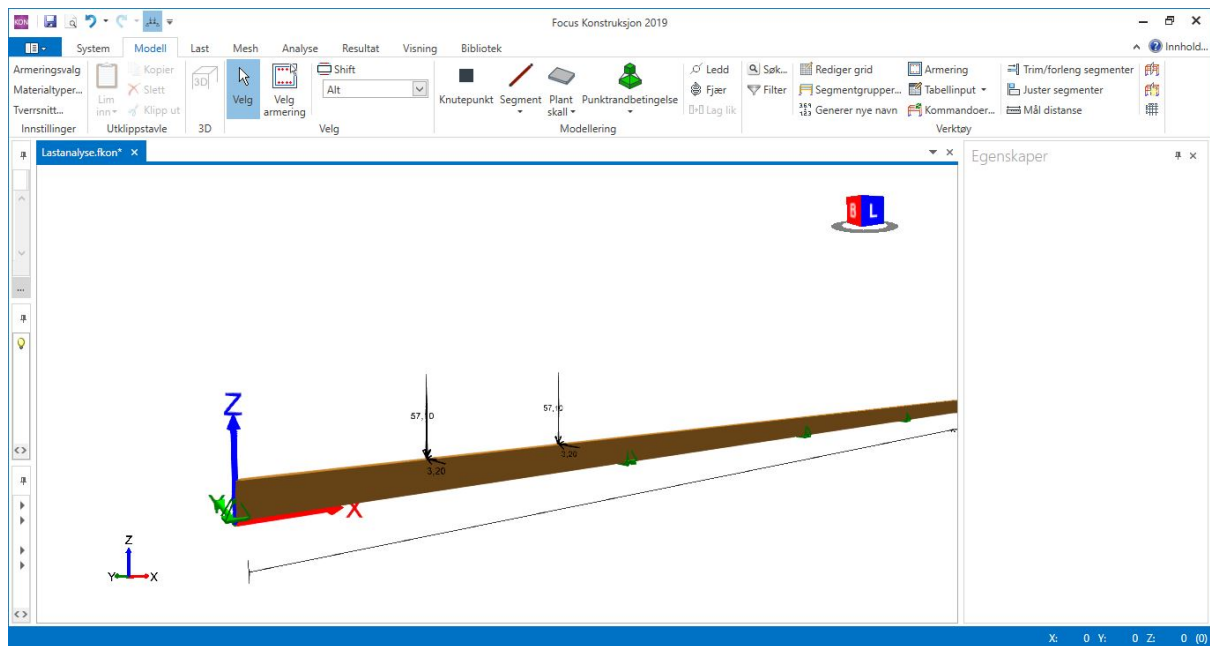 KON
Focus Konstruksjon 2019
System Modell Last Mesh Analyse Resultat Visning Bibliotek
Innhold...
Armeringsvalg
Materialtyper...
Tverrsnitt...
Innstillinger
Lim
inn
Kopier
Slett
Klipp ut
Utklippstavle
3D
3D
Velg
Velg
armering
Shift
Alt
Velg
Knutepunkt
Segment
Plant
skall
Punktrandbetingelse
Ledd
Fjær
Lag lik
Modellering
Søk...
Filter
Rediger grid
Segmentgrupper...
Generer nye navn
Armering
Tabellinput
Kommandoer...
Trim/forleng segmenter
Juster segmenter
Mål distanse
Verktøy
Lastanalyse.fkon*
Egenskaper
B L
57,10
3,20
57,10
3,20
Z
Y
X
Z
Y
X
X: 0 Y: 0 Z: 0 (0)